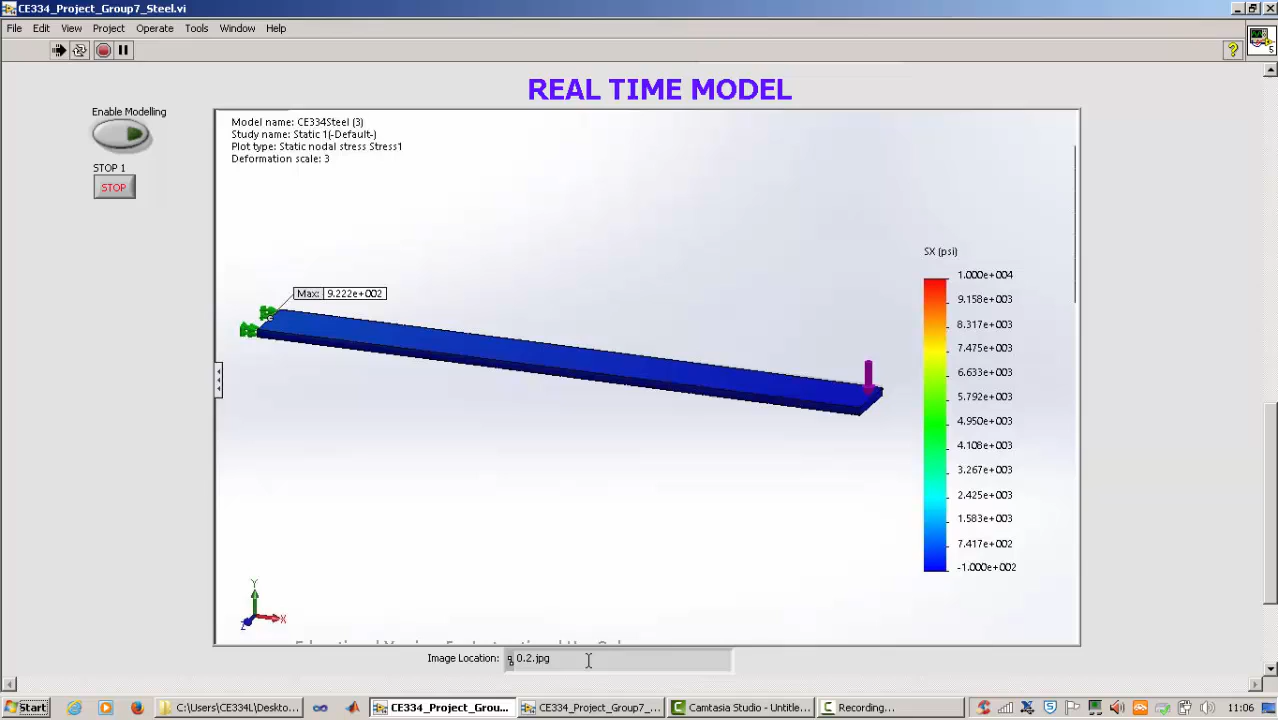 CE334_Project_Group7_Steel.vi
File Edit View Project Operate Tools Window Help
5
REAL TIME MODEL
Enable Modelling
STOP 1
STOP
Model name: CE334Steel (3)
Study name: Static 1(-Default-)
Plot type: Static nodal stress Stress1
Deformation scale: 3
Max: 9.222e+002
SX (psi)
1.000e+004
9.158e+003
8.317e+003
7.475e+003
6.633e+003
5.792e+003
4.950e+003
4.108e+003
3.267e+003
2.425e+003
1.583e+003
7.417e+002
-1.000e+002
Y
X
Z
Image Location: 0.2.jpg
Start C:\Users\CE334L\Deskto... CE334_Project_Grou... CE334_Project_Group7_... Camtasia Studio - Untitle... Recording... 11:06